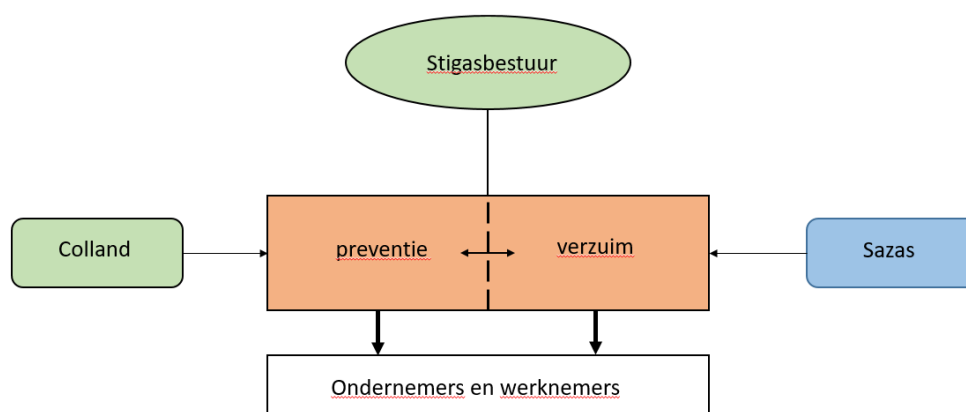 Stigasbestuur
Colland
preventie
verzuim
Sazas
Ondernemers en werknemers